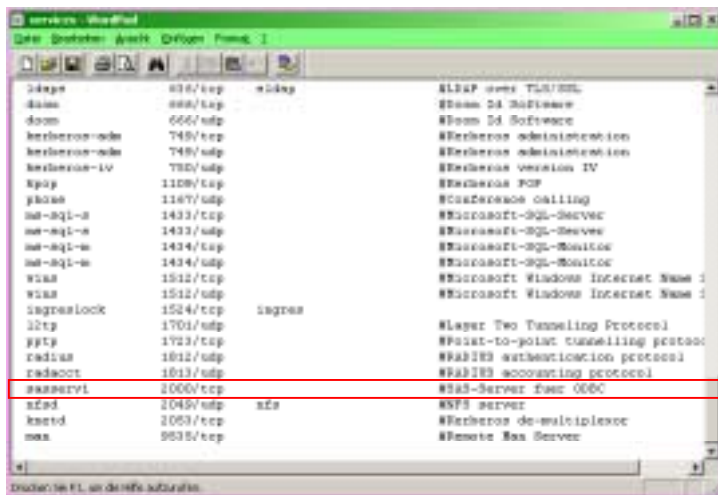 services - WordPad
Datei Bearbeiten Ansicht Einfügen Format ?
ldaps 636/tcp sldap #LDAP over TLS/SSL
doom 666/tcp #Doom Id Software
doom 666/udp #Doom Id Software
kerberos-adm 749/tcp #Kerberos administration
kerberos-adm 749/udp #Kerberos administration
kerberos-iv 750/udp #Kerberos version IV
kpop 1109/tcp #Kerberos POP
phone 1167/udp #Conference calling
ms-sql-s 1433/tcp #Microsoft-SQL-Server
ms-sql-s 1433/udp #Microsoft-SQL-Server
ms-sql-m 1434/tcp #Microsoft-SQL-Monitor
ms-sql-m 1434/udp #Microsoft-SQL-Monitor
wins 1512/tcp #Microsoft Windows Internet Name
wins 1512/udp #Microsoft Windows Internet Name
ingreslock 1524/tcp ingres
l2tp 1701/udp #Layer Two Tunneling Protocol
pptp 1723/tcp #Point-to-point tunnelling protoc
radius 1812/udp #RADIUS authentication protocol
radacct 1813/udp #RADIUS accounting protocol
sasservi 2000/tcp #SAS-Server fuer ODBC
nfsd 2049/udp nfs #NFS server
knetd 2053/tcp #Kerberos de-multiplexor
man 9535/tcp #Remote Man Server
Drücken Sie F1, um die Hilfe aufzurufen.